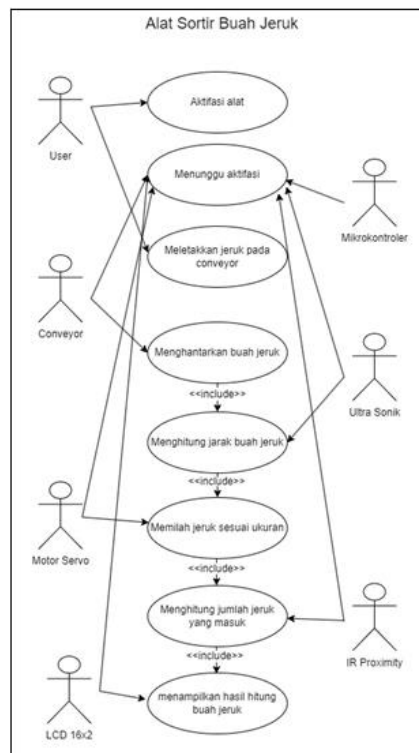 Alat Sortir Buah Jeruk
User
Aktifasi alat
Menunggu aktifasi
Mikrokontroler
Meletakkan jeruk pada
conveyor
Conveyor
Menghantarkan buah jeruk
<<include>>
Ultra Sonik
Menghitung jarak buah jeruk
<<include>>
Motor Servo
Memilah jeruk sesuai ukuran
<<include>>
Menghitung jumlah jeruk
yang masuk
IR Proximity
<<include>>
menampilkan hasil hitung
buah jeruk
LCD 16x2